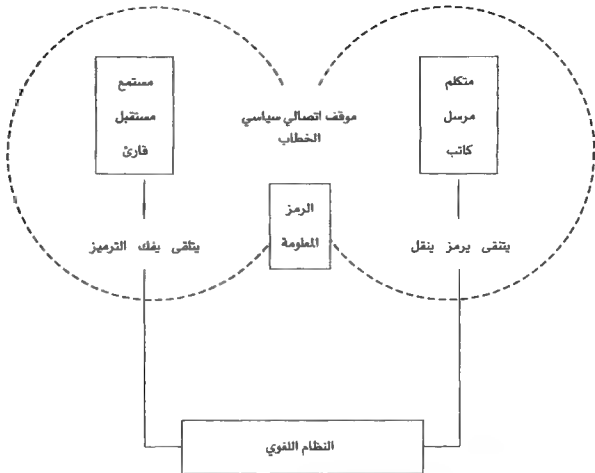 متكلم
مرسل
كاتب
موقف اتصالي سياسي
الخطاب
مستمع
مستقبل
قارئ
الرمز
المعلومة
ينتقى يرمز ينقل
يتلقى يفك الترميز
النظام اللغوي